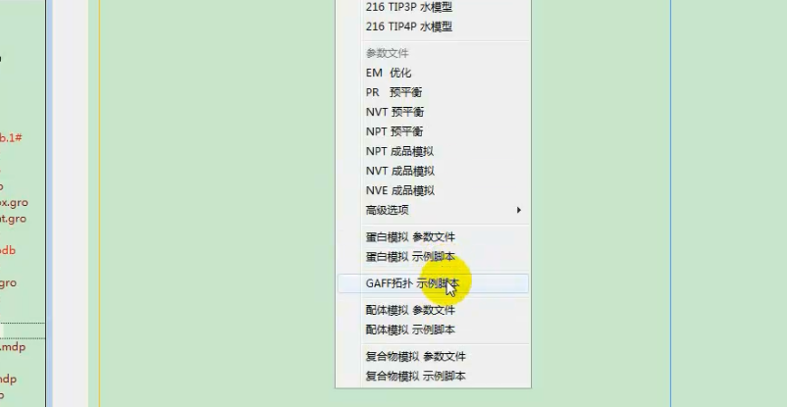 216 TIP3P 水模型
216 TIP4P 水模型
参数文件
EM 优化
PR 预平衡
NVT 预平衡
NPT 预平衡
NPT 成品模拟
NVT 成品模拟
NVE 成品模拟
高级选项
蛋白模拟 参数文件
蛋白模拟 示例脚本
GAFF拓扑 示例脚本
配体模拟 参数文件
配体模拟 示例脚本
复合物模拟 参数文件
复合物模拟 示例脚本
b.1#
x.gro
t.gro
odb
.gro
.mdp
ndp